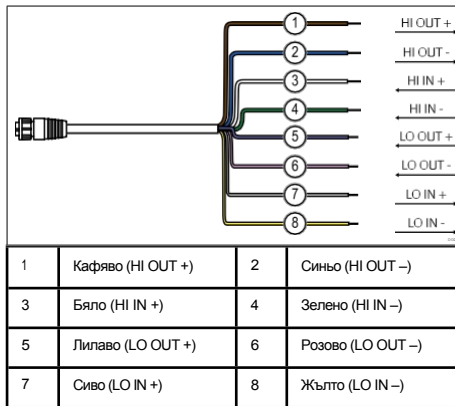 1 HI OUT +
2 HI OUT -
3 HI IN +
4 HI IN -
5 LO OUT +
6 LO OUT -
7 LO IN +
8 LO IN -
1 Кафяво (HI OUT +) 2 Синьо (HI OUT –)
3 Бяло (HI IN +) 4 Зелено (HI IN –)
5 Лилаво (LO OUT +) 6 Розово (LO OUT –)
7 Сиво (LO IN +) 8 Жълто (LO IN –)